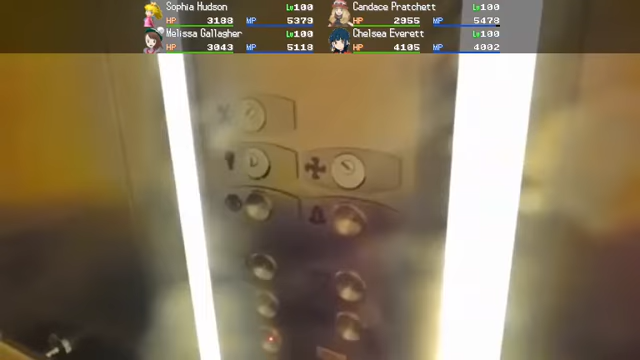 Sophia Hudson Lv100
HP 3188 MP 5379
Candace Pratchett Lv100
HP 2955 MP 5478
Melissa Gallagher Lv100
HP 3043 MP 5118
Chelsea Everett Lv100
HP 4105 MP 4002